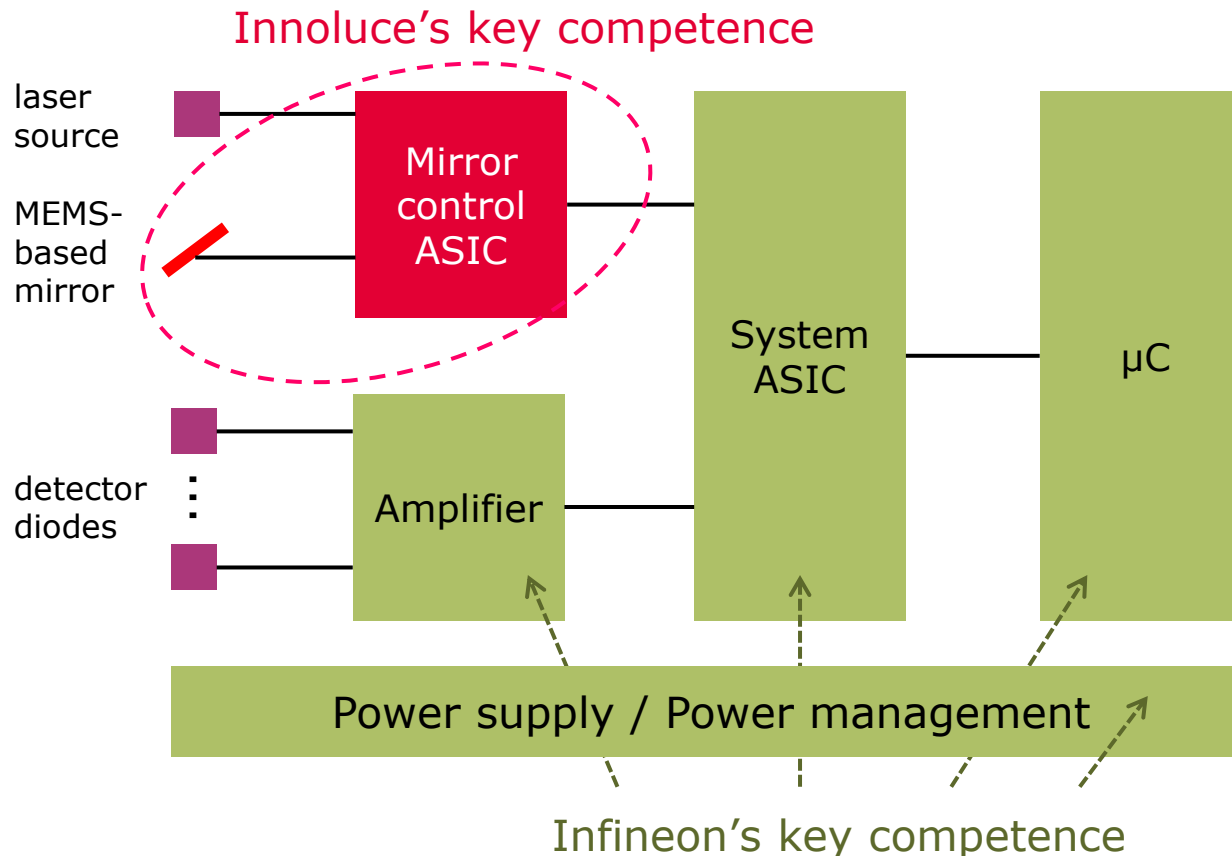 Innoluce’s key competence
laser
source
MEMS-
based
mirror
Mirror
control
ASIC
System
ASIC
µC
detector
diodes
Amplifier
Power supply / Power management
Infineon’s key competence